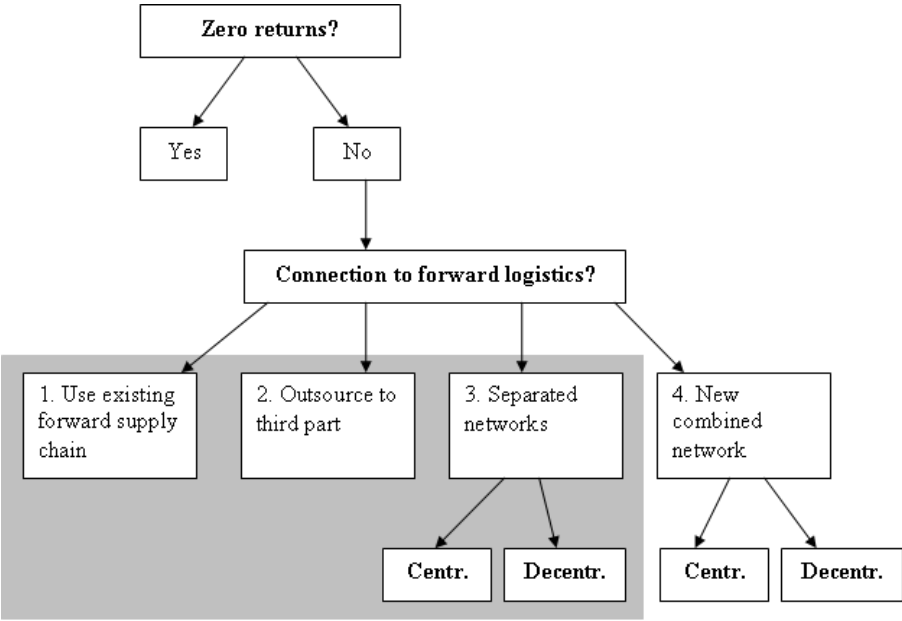 Zero returns?
Yes
No
Connection to forward logistics?
1. Use existing
forward supply
chain
2. Outsource to
third part
3. Separated
networks
4. New
combined
network
Centr.
Decentr.
Centr.
Decentr.